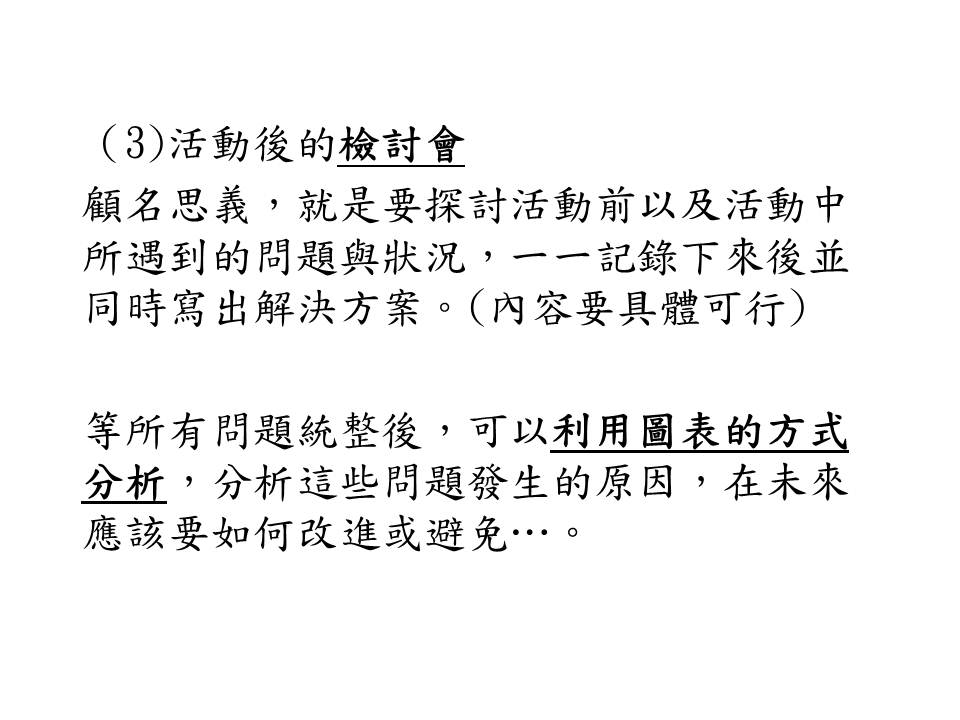 (3)活動後的檢討會
顧名思義，就是要探討活動前以及活動中
所遇到的問題與狀況，一一記錄下來後並
同時寫出解決方案。(內容要具體可行)
等所有問題統整後，可以利用圖表的方式
分析，分析這些問題發生的原因，在未來
應該要如何改進或避免…。